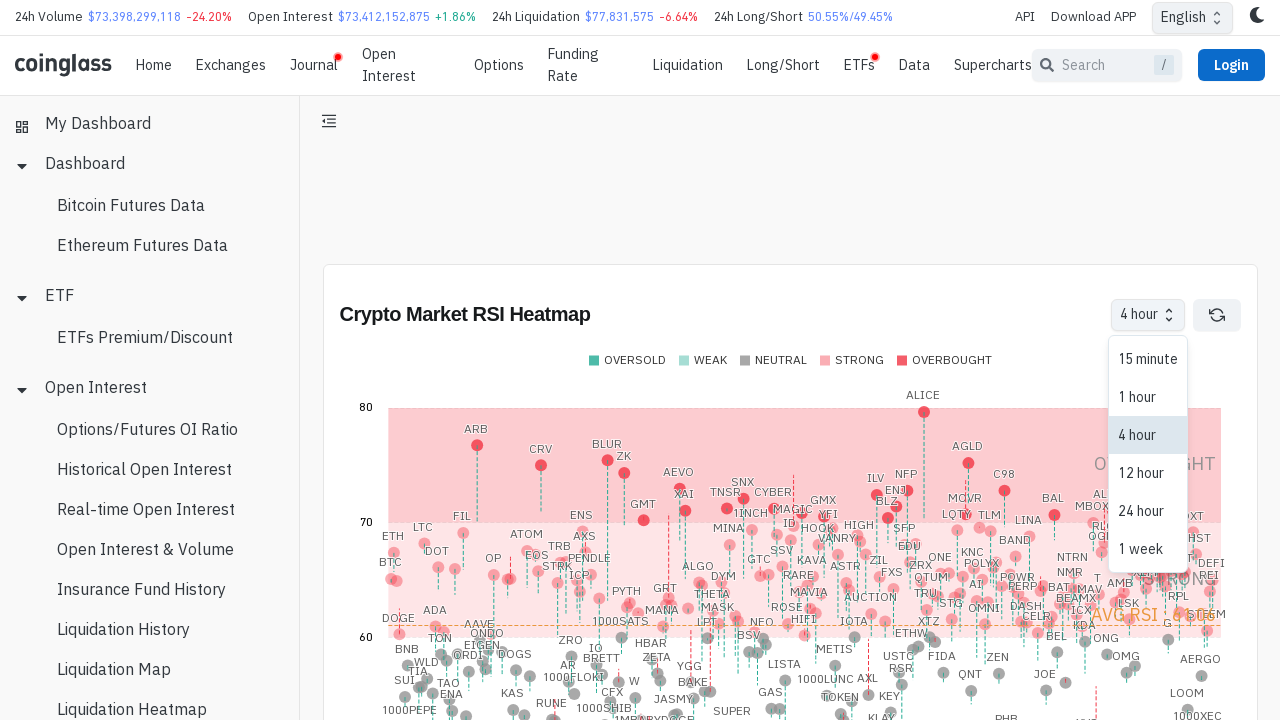 24h Volume $73,398,299,118 -24.20% Open Interest $73,412,152,875 +1.86% 24h Liquidation $77,831,575 -6.64% 24h Long/Short 50.55%/49.45% API Download APP English
coinglass Home Exchanges Journal Open Interest Options Funding Rate Liquidation Long/Short ETFs Data Supercharts Search / Login
My Dashboard
Dashboard
Bitcoin Futures Data
Ethereum Futures Data
ETF
ETFs Premium/Discount
Open Interest
Options/Futures OI Ratio
Historical Open Interest
Real-time Open Interest
Open Interest & Volume
Insurance Fund History
Liquidation History
Liquidation Map
Liquidation Heatmap
Crypto Market RSI Heatmap 4 hour
OVERSOLD WEAK NEUTRAL STRONG OVERBOUGHT
15 minute
1 hour
4 hour
12 hour
24 hour
1 week
80
ALICE
ARB
CRV
BLUR
ZK
AGLD
AEVO
ILV
NFP
C98
XAI
SNX
TNSR
CYBER
ENJ
MOVR
GMT
GMX
BLZ
BAL
1INCH
MAGIC
YFI
LQTY
TLM
70
FIL
ENS
LTC
MINA
ID
HOOK
HIGH
SFP
LINA
ETH
ATOM
AXS
VANRY
BAND
DOT
OP
EOS
TRB
SSV
EDU
KNC
BTC
STRK
PENDLE
ALGO
GTC
KAVA
ASTR
ZIL
ZRX
ONE
POLYX
NTRN
DEFI
ICP
DYM
RARE
FXS
QTUM
POWR
NMR
T
REI
PYTH
GRT
THETA
MAVIA
AUCTION
TRU
AI
PERP
BAT
MAV
AMB
RPL
DOGE
ADA
MANA
MASK
ROSE
STG
OMNI
DASH
BEAMX
LSK
60
AAVE
1000SATS
LPT
NEO
HIFI
IOTA
XTZ
CELR
ICX
KDA
G
STEEM
TON
ONDO
ZRO
HBAR
BSV
ETHW
BEL
ONG
BNB
EIGEN
IO
METIS
USTC
FIDA
ZEN
OMG
AERGO
WLD
ORDI
DOGS
BRETT
ZETA
YGG
LISTA
RSR
QNT
JOE
TIA
AR
SUI
TAO
1000FLOKI
W
BAKE
1000LUNC
AXL
KEY
LOOM
ENA
KAS
CFX
JASMY
GAS
TOKEN
1000PEPE
RUNE
1000SHIB
SUPER
KLAY
PHB
1000XEC